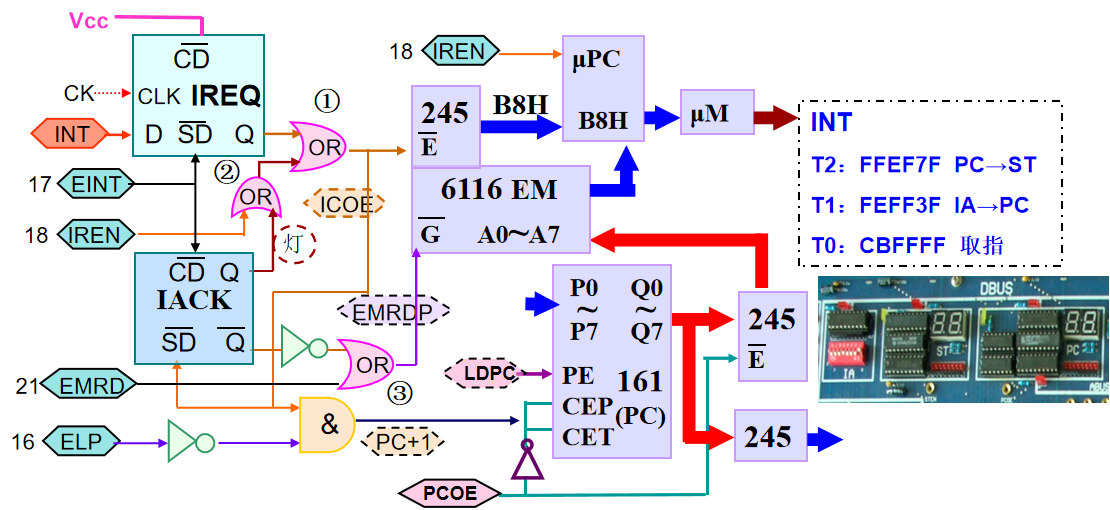 Vcc
CD
CK
CLK IREQ
INT
D SD Q
①
OR
17 EINT
②
OR
18 IREN
ICOE
灯
CD Q
IACK
SD Q
EMRDP
OR
③
21 EMRD
16 ELP
&
PC+1
18 IREN
μPC
B8H
245
E
B8H
μM
6116 EM
G A0~A7
P0 Q0
~ ~
P7 Q7
PE 161
CEP (PC)
CET
LDPC
PCOE
245
E
245
INT
T2：FFEF7F PC→ST
T1：FEFF3F IA→PC
T0：CBFFFF 取指
DBUS
ST
PC
IA
STEN
PCOE
ABUS